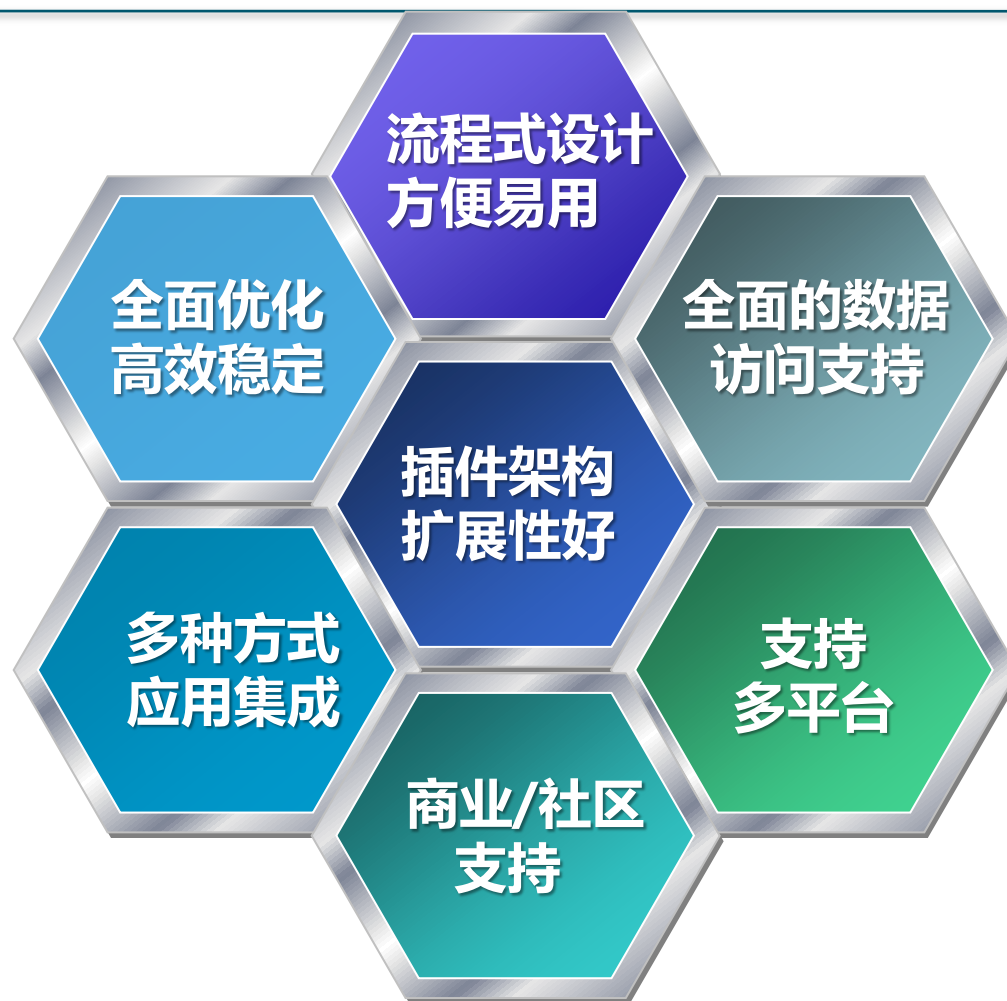 流程式设计
方便易用
全面优化
高效稳定
全面的数据
访问支持
插件架构
扩展性好
多种方式
应用集成
支持
多平台
商业/社区
支持